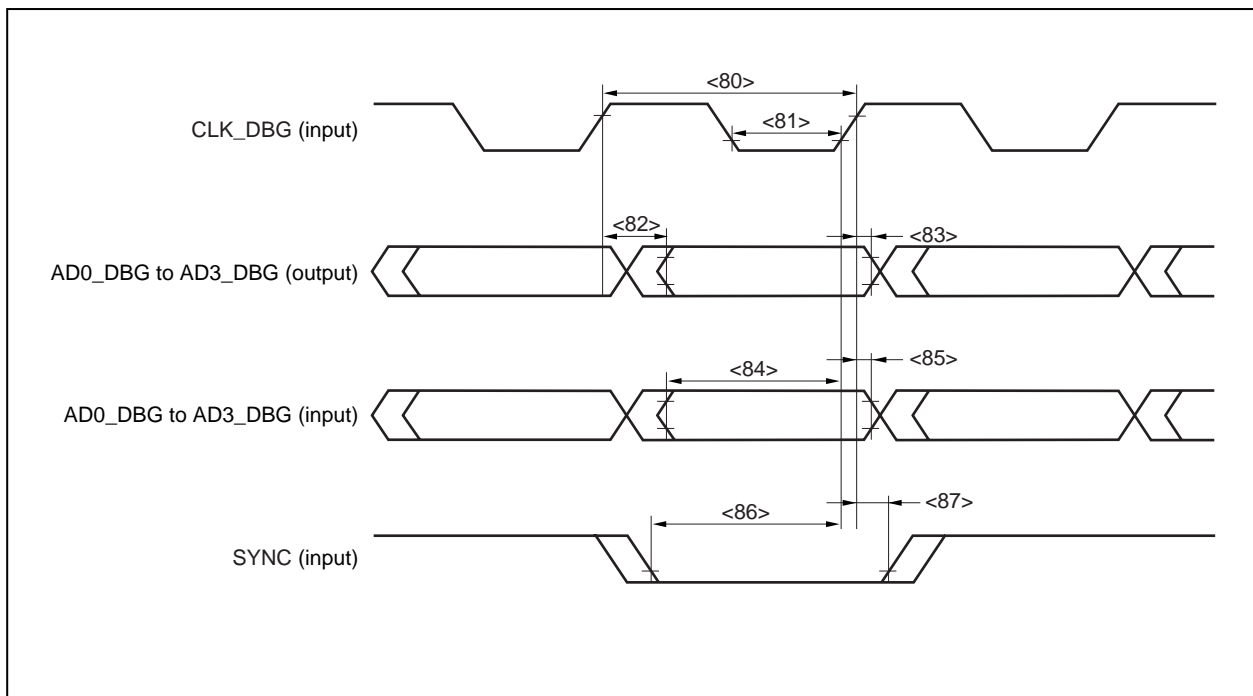 <80>
CLK_DBG (input)
<81>
<82>
<83>
AD0_DBG to AD3_DBG (output)
<84>
<85>
AD0_DBG to AD3_DBG (input)
<86>
<87>
SYNC (input)